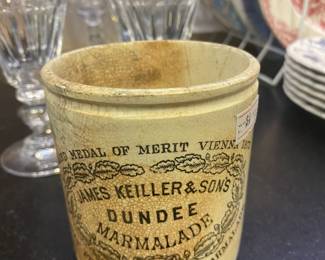 MEDAL OF MERIT VIENNA
JAMES KEILLER & SONS
DUNDEE
MARMALADE